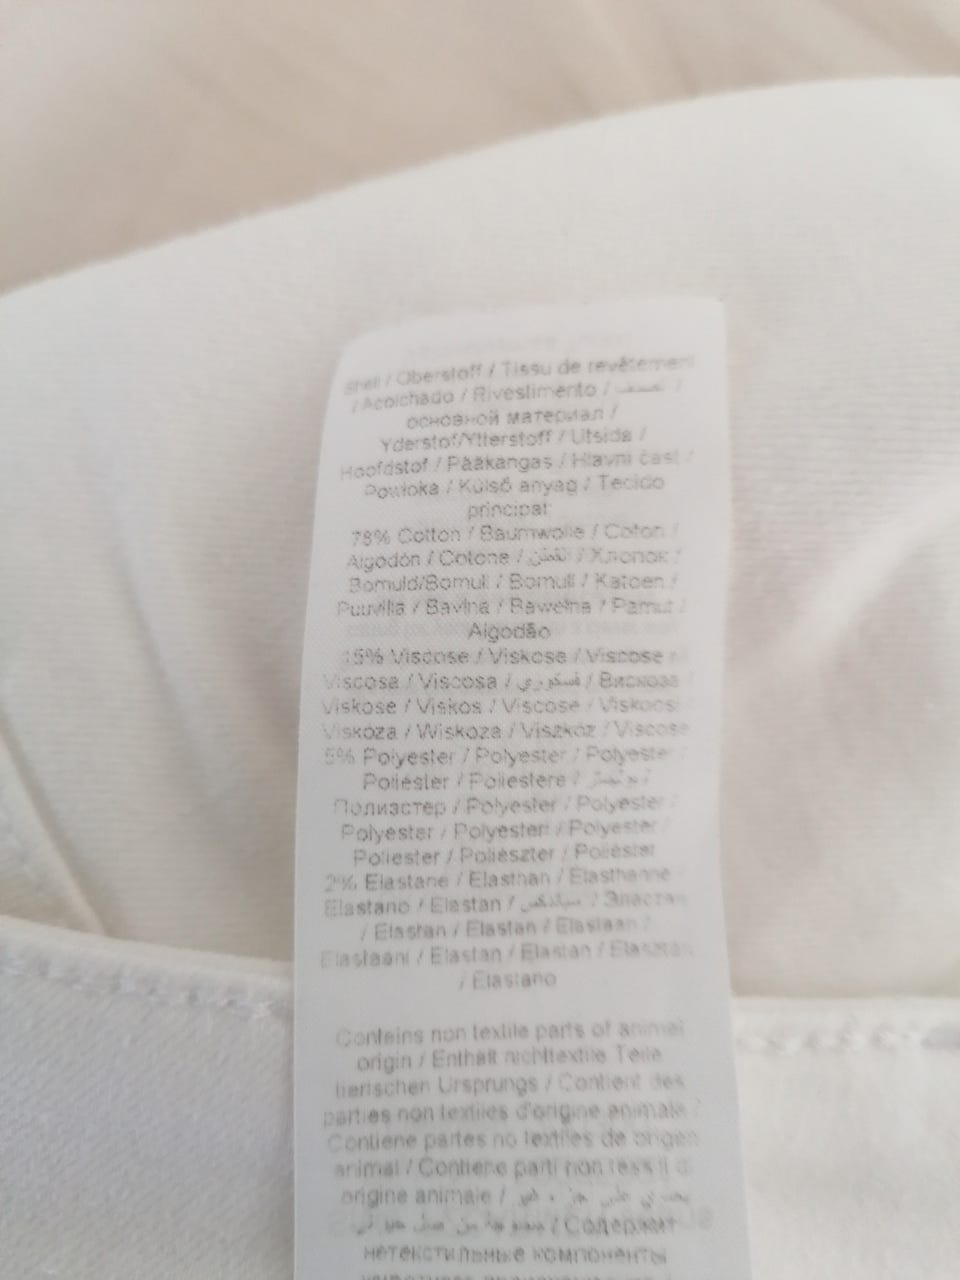 Shell / Oberstoff / Tissu de revêtement
/ Acolchado / Rivestimento / /
основной материал /
Yderstof/Ytterstoff / Utsida /
Hoofdstof / Pääkangas / Hlavní část /
Powłoka / Külső anyag / Tecido
principal:
78% Cotton / Baumwolle / Coton /
Algodón / Cotone / القطن / Хлопок /
Bomuld/Bomull / Bomull / Katoen /
Puuvilla / Bavlna / Bawełna / Pamut /
Algodão
15% Viscose / Viskose / Viscose /
Viscosa / Viscosa / فسكوزي / Вискоза
Viskose / Viskos / Viscose / Viskoosi
Viskóza / Wiskoza / Viszkóz / Viscose
5% Polyester / Polyester / Polyester
Poliéster / Poliestere / /
Полиэстер / Polyester / Polyester /
Polyester / Polyesteri / Polyester /
Poliester / Poliészter / Poliéster
2% Elastane / Elasthan / Elasthanne
Elastano / Elastan / / Эластан
/ Elastan / Elastan / Elastaan /
Elastaani / Elastan / Elastan / Elasztán
/ Elastano
Contains non textile parts of animal
origin / Enthält nichttextile Teile
tierischen Ursprungs / Contient des
parties non textiles d'origine animale /
Contiene partes no textiles de origen
animal / Contiene parti non tessili di
origine animale /
/ Содержит
нетекстильные компоненты